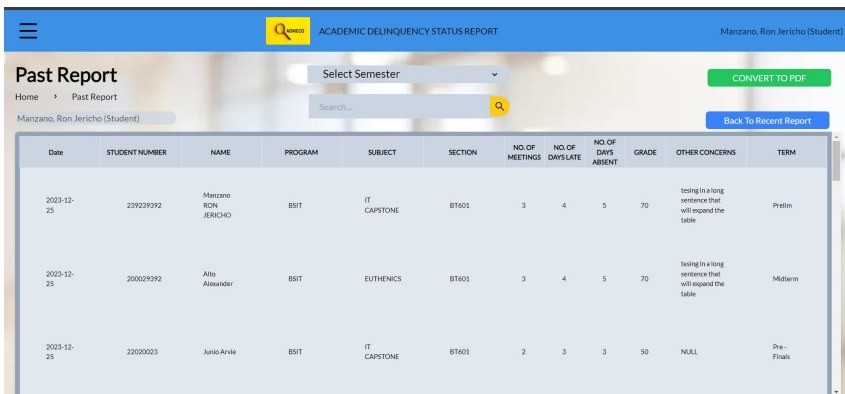 ADMECO
ACADEMIC DELINQUENCY STATUS REPORT
Manzano, Ron Jericho (Student)
Past Report
Select Semester
CONVERT TO PDF
Home > Past Report
Search...
Manzano, Ron Jericho (Student)
Back To Recent Report
Date STUDENT NUMBER NAME PROGRAM SUBJECT SECTION NO. OF MEETINGS NO. OF DAYS LATE NO. OF DAYS ABSENT GRADE OTHER CONCERNS TERM
2023-12-25 239239392 Manzano RON JERICHO BSIT IT CAPSTONE BT601 3 4 5 70 tesing in a long sentence that will expand the table Prelim
2023-12-25 200029392 Alto Alexander BSIT EUTHENICS BT601 3 4 5 70 tesing in a long sentence that will expand the table Midterm
2023-12-25 22020023 Junio Arvie BSIT IT CAPSTONE BT601 2 3 3 50 NULL Pre - Finals